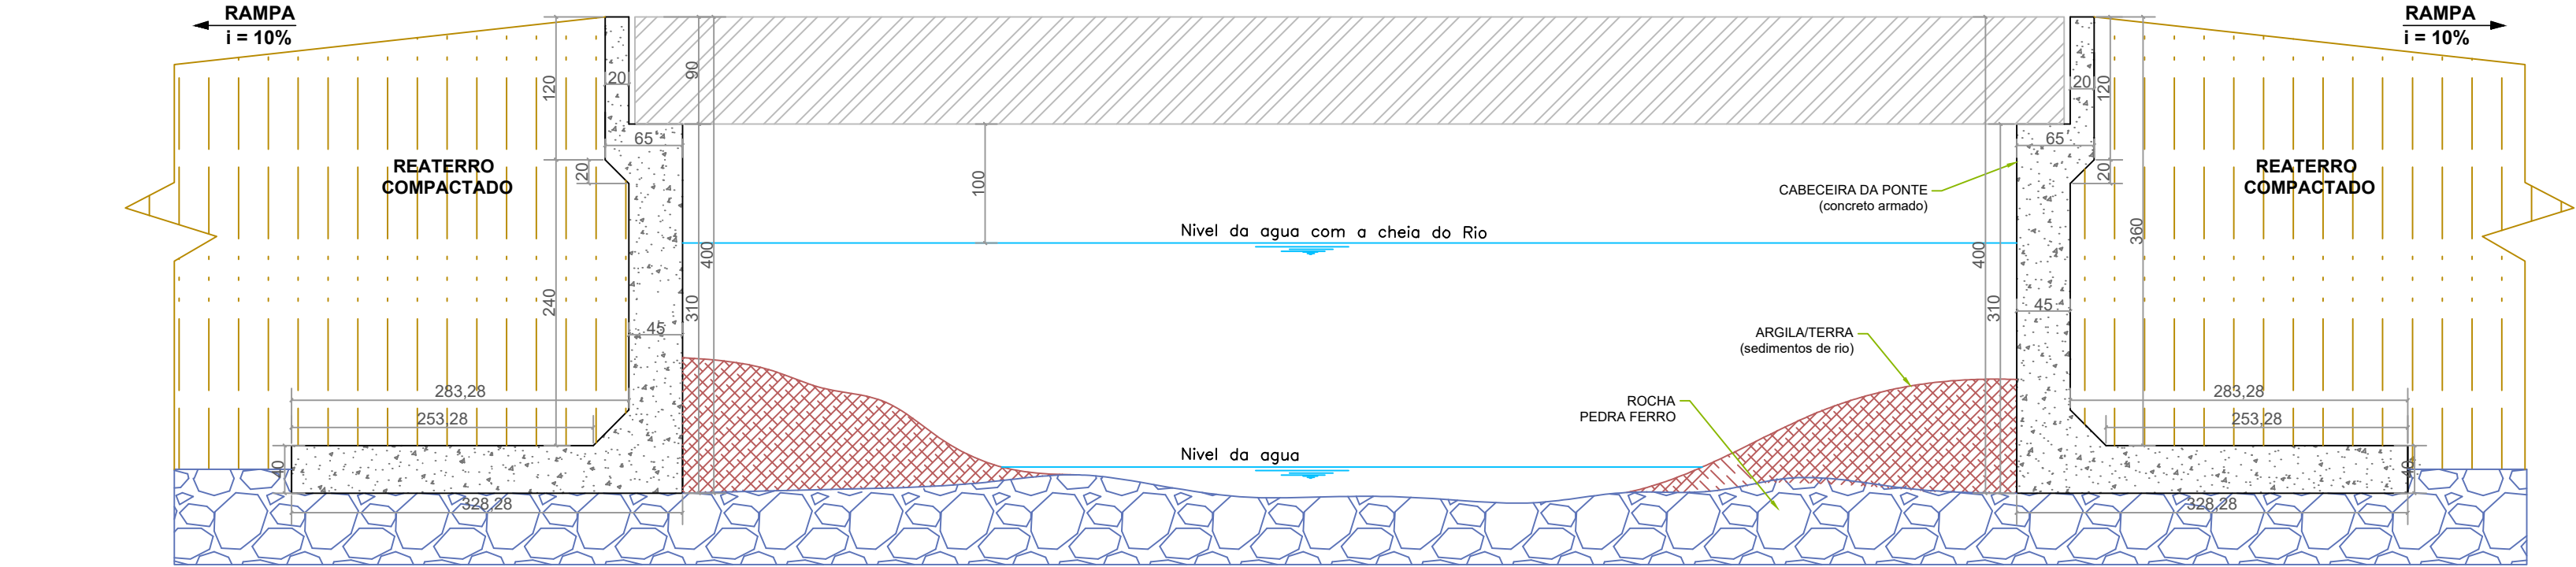 RAMPA
i = 10%
RAMPA
i = 10%
120
20
90
20
120
65
65
REATERRO
COMPACTADO
20
100
CABECEIRA DA PONTE
(concreto armado)
20
REATERRO
COMPACTADO
Nivel da agua com a cheia do Rio
400
400
360
240
310
310
45
45
ARGILA/TERRA
(sedimentos de rio)
283,28
253,28
ROCHA
PEDRA FERRO
283,28
253,28
Nivel da agua
40
40
328,28
328,28